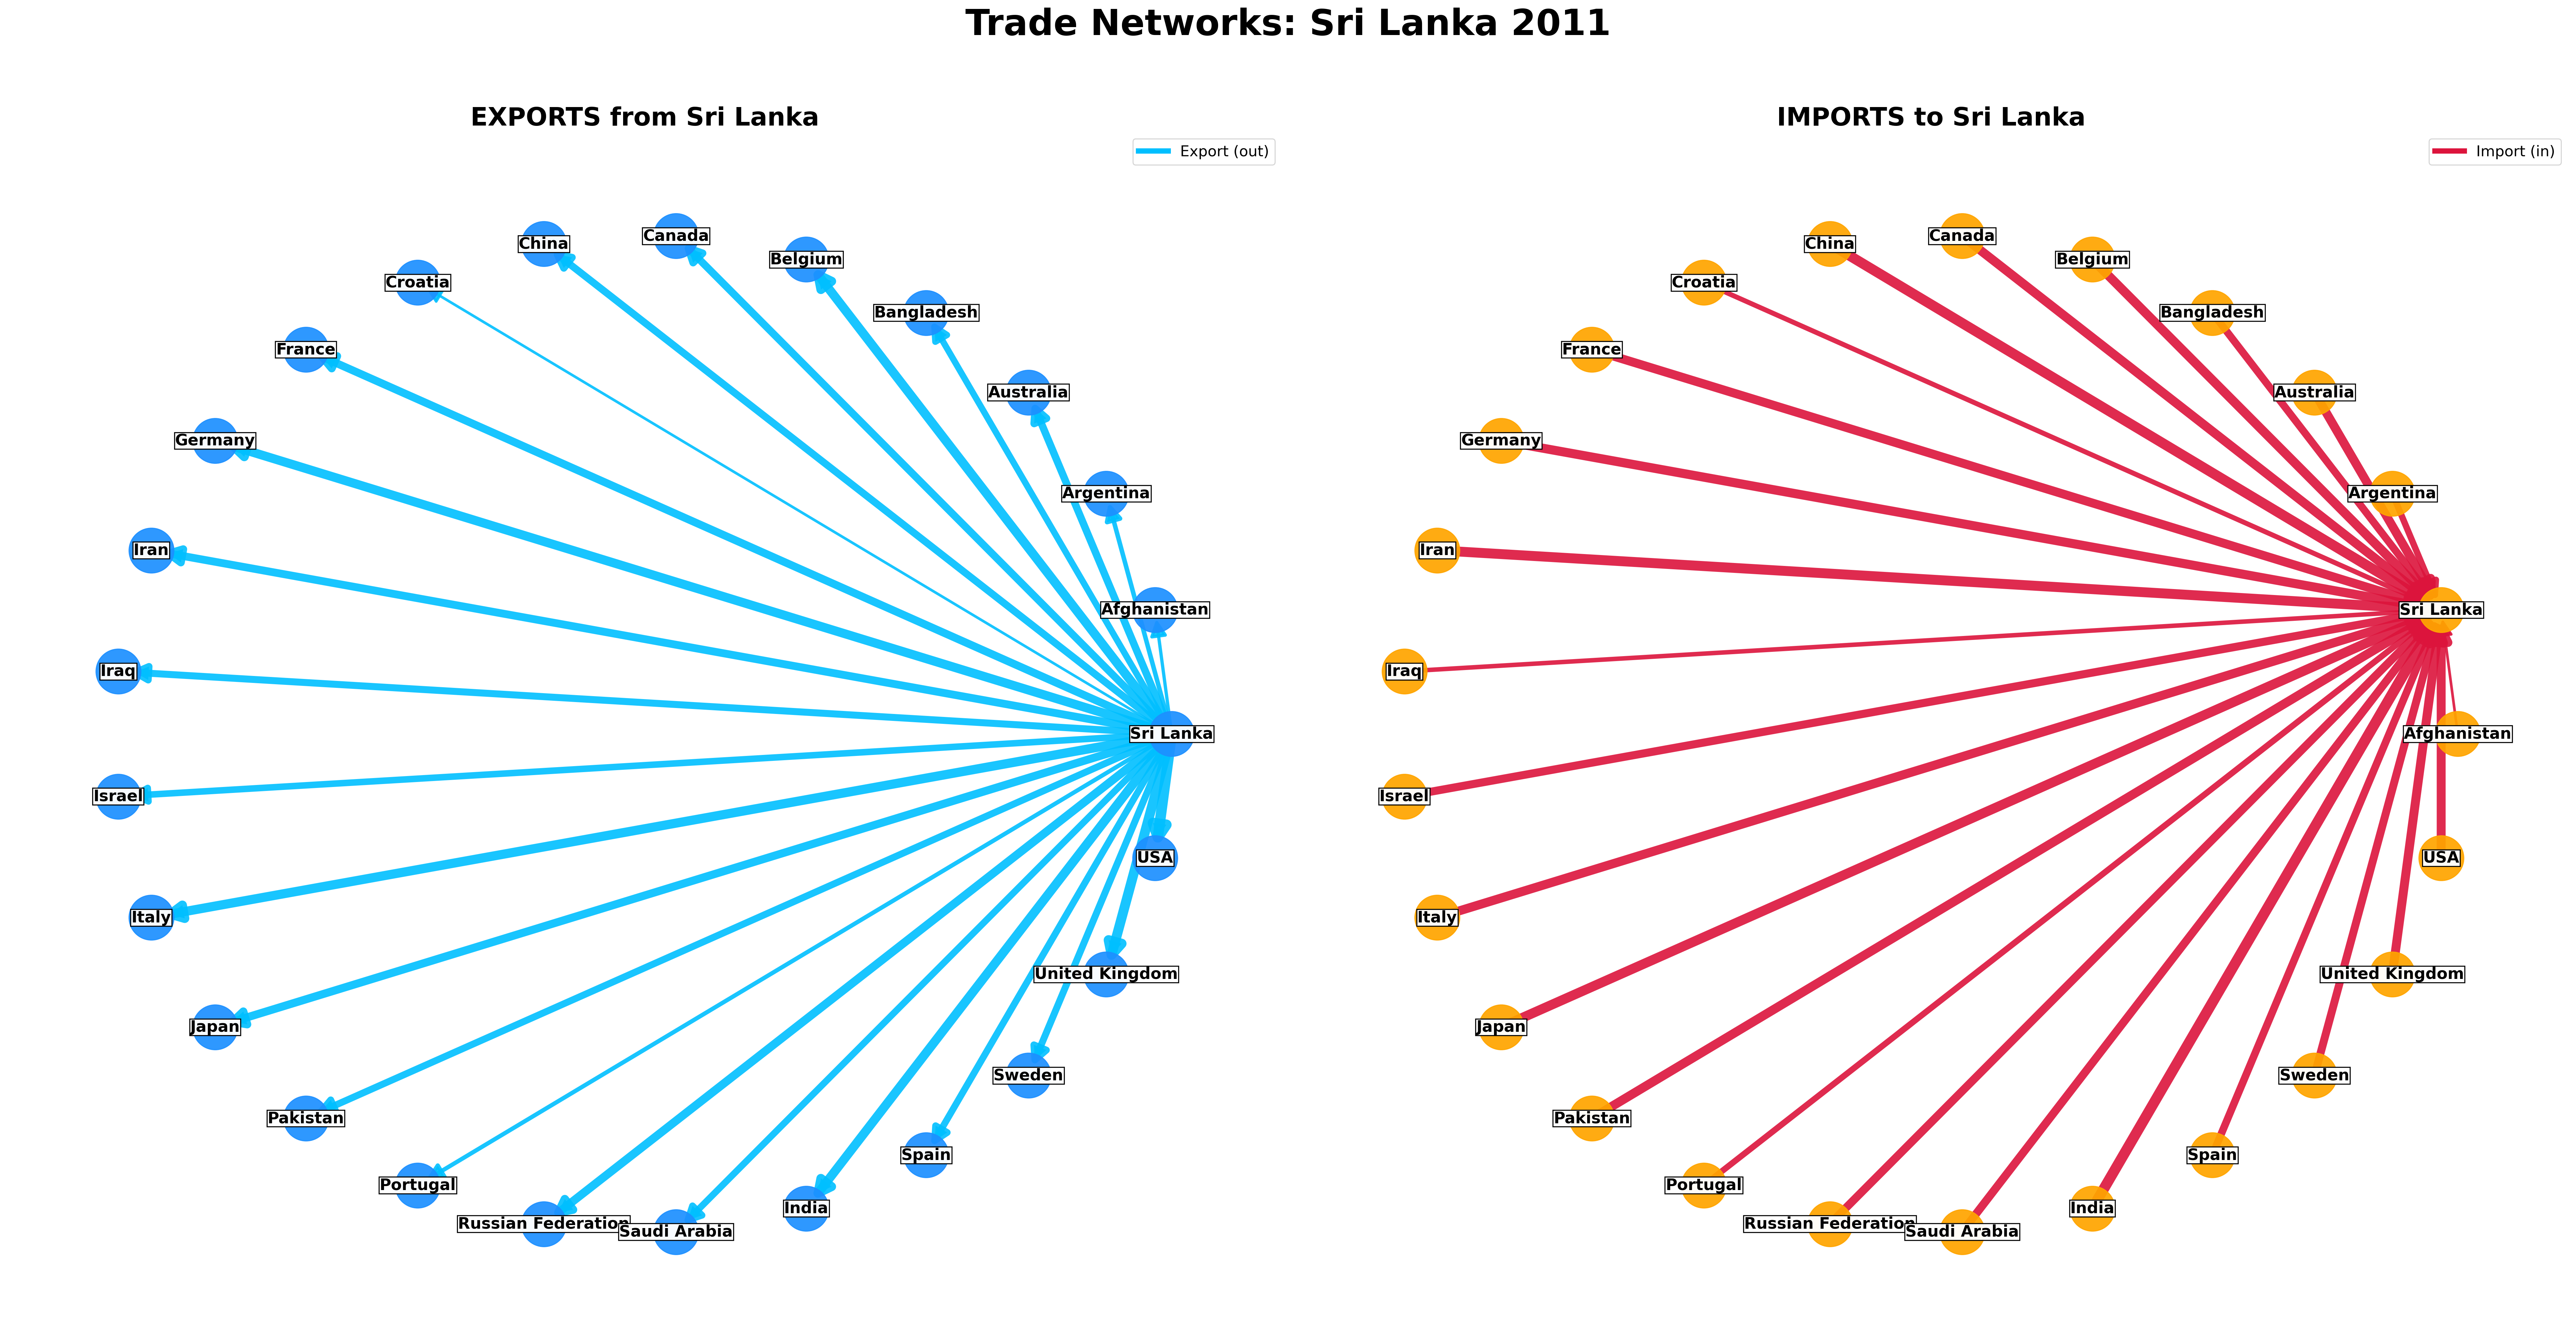 Trade Networks: Sri Lanka 2011
EXPORTS from Sri Lanka
Export (out)
Canada
China
Belgium
Croatia
Bangladesh
France
Australia
Germany
Argentina
Iran
Afghanistan
Iraq
Sri Lanka
Israel
USA
Italy
United Kingdom
Japan
Sweden
Pakistan
Spain
Portugal
India
Russian Federation
Saudi Arabia
IMPORTS to Sri Lanka
Import (in)
Canada
China
Belgium
Croatia
Bangladesh
France
Australia
Germany
Argentina
Iran
Sri Lanka
Iraq
Afghanistan
Israel
USA
Italy
United Kingdom
Japan
Sweden
Pakistan
Spain
Portugal
India
Russian Federation
Saudi Arabia